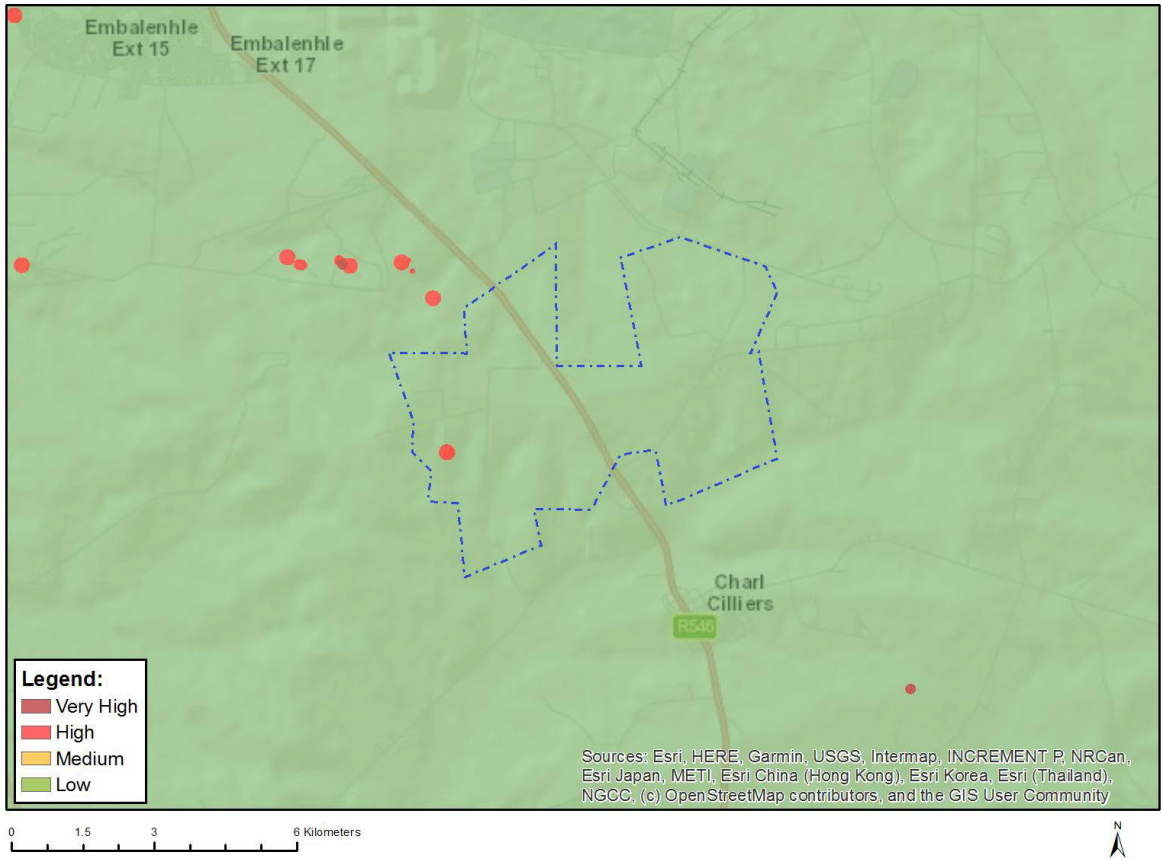 Embalenhle
Ext 15
Embalenhle
Ext 17
Charl
Cilliers
R546
Legend:
Very High
High
Medium
Low
Sources: Esri, HERE, Garmin, USGS, Intermap, INCREMENT P, NRCan,
Esri Japan, METI, Esri China (Hong Kong), Esri Korea, Esri (Thailand),
NGCC, (c) OpenStreetMap contributors, and the GIS User Community
0 1.5 3 6 Kilometers
N